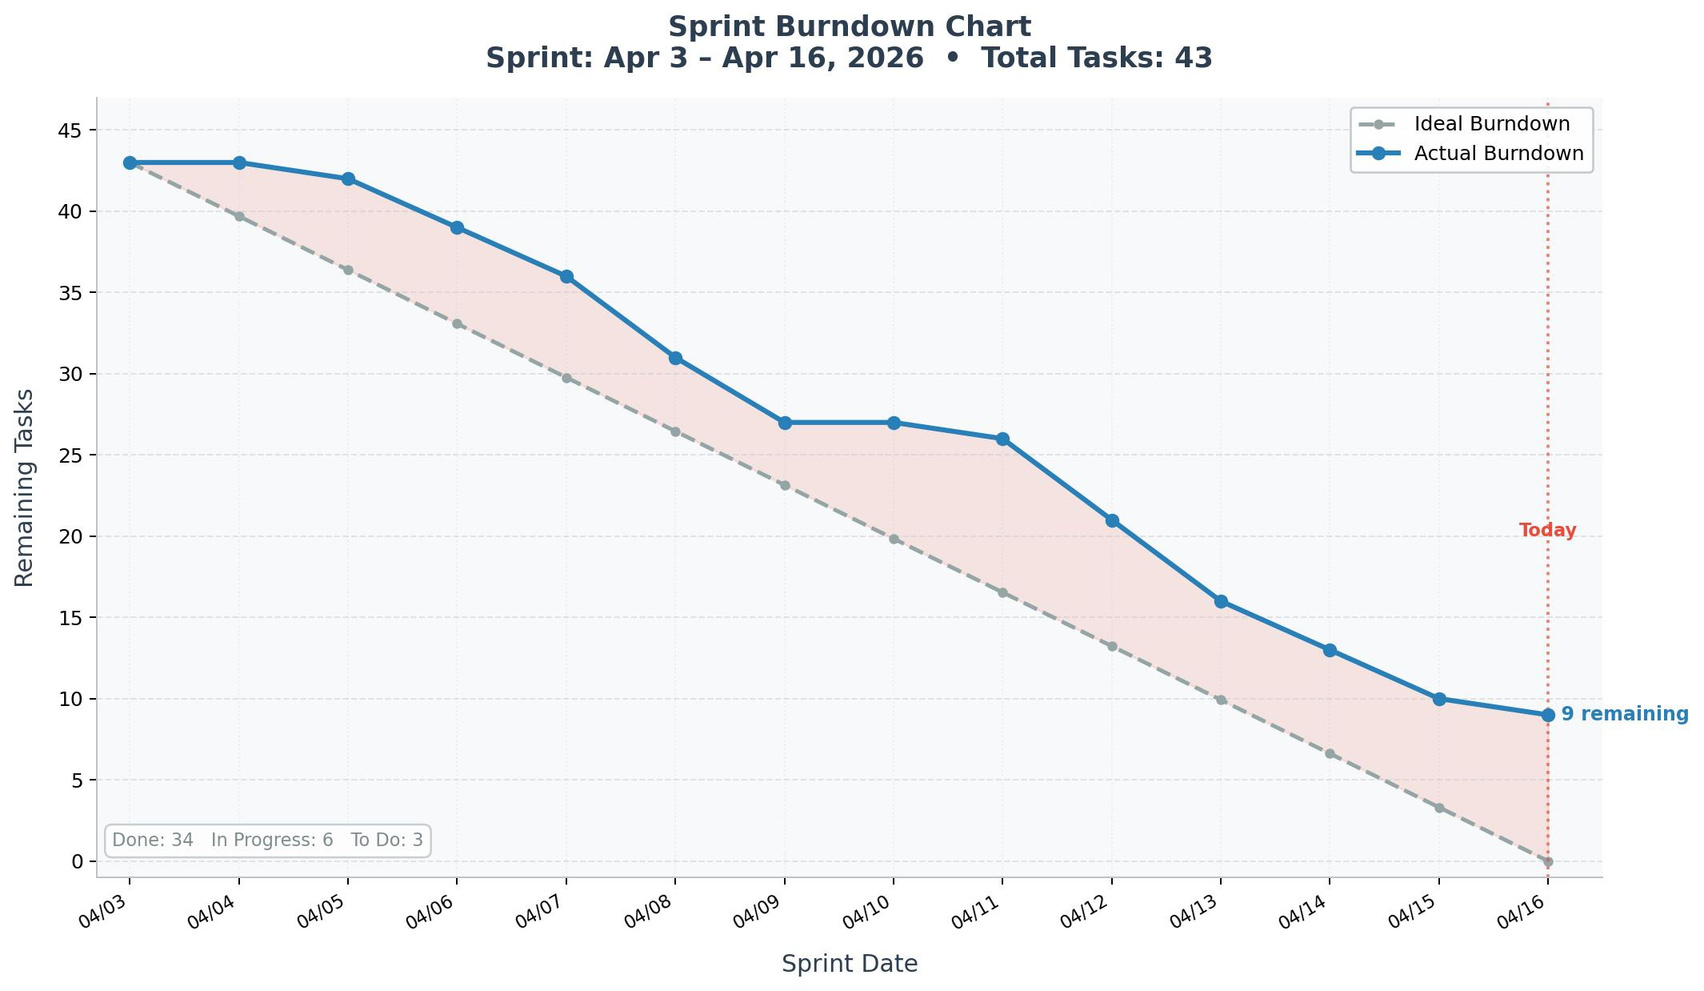 Sprint Burndown Chart
Sprint: Apr 3 – Apr 16, 2026 • Total Tasks: 43
Ideal Burndown
Actual Burndown
Remaining Tasks
45
40
35
30
25
20
15
10
5
0
Today
9 remaining
Done: 34 In Progress: 6 To Do: 3
04/03
04/04
04/05
04/06
04/07
04/08
04/09
04/10
04/11
04/12
04/13
04/14
04/15
04/16
Sprint Date